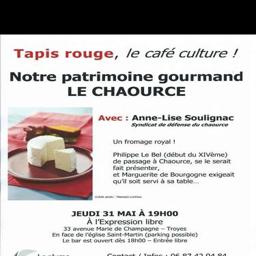 Tapis rouge, le café culture !
Notre patrimoine gourmand
LE CHAOURCE
Avec : Anne-Lise Soulignac
Syndicat de défense du chaource
Un fromage royal !
Philippe Le Bel (début du XIVème)
de passage à Chaource, se le serait
fait présenter,
et Marguerite de Bourgogne exigeait
qu'il soit servi à sa table…
JEUDI 31 MAI À 19H00
À l'Expression libre
33 avenue Marie de Champagne – Troyes
En face de l'église Saint-Martin (parking possible)
Le bar est ouvert dès 18h00 – Entrée libre